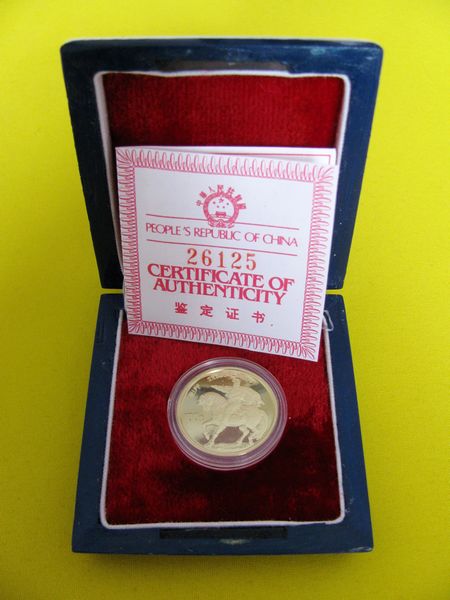 中华人民共和国
PEOPLE'S REPUBLIC OF CHINA
26125
CERTIFICATE OF
AUTHENTICITY
鉴定证书